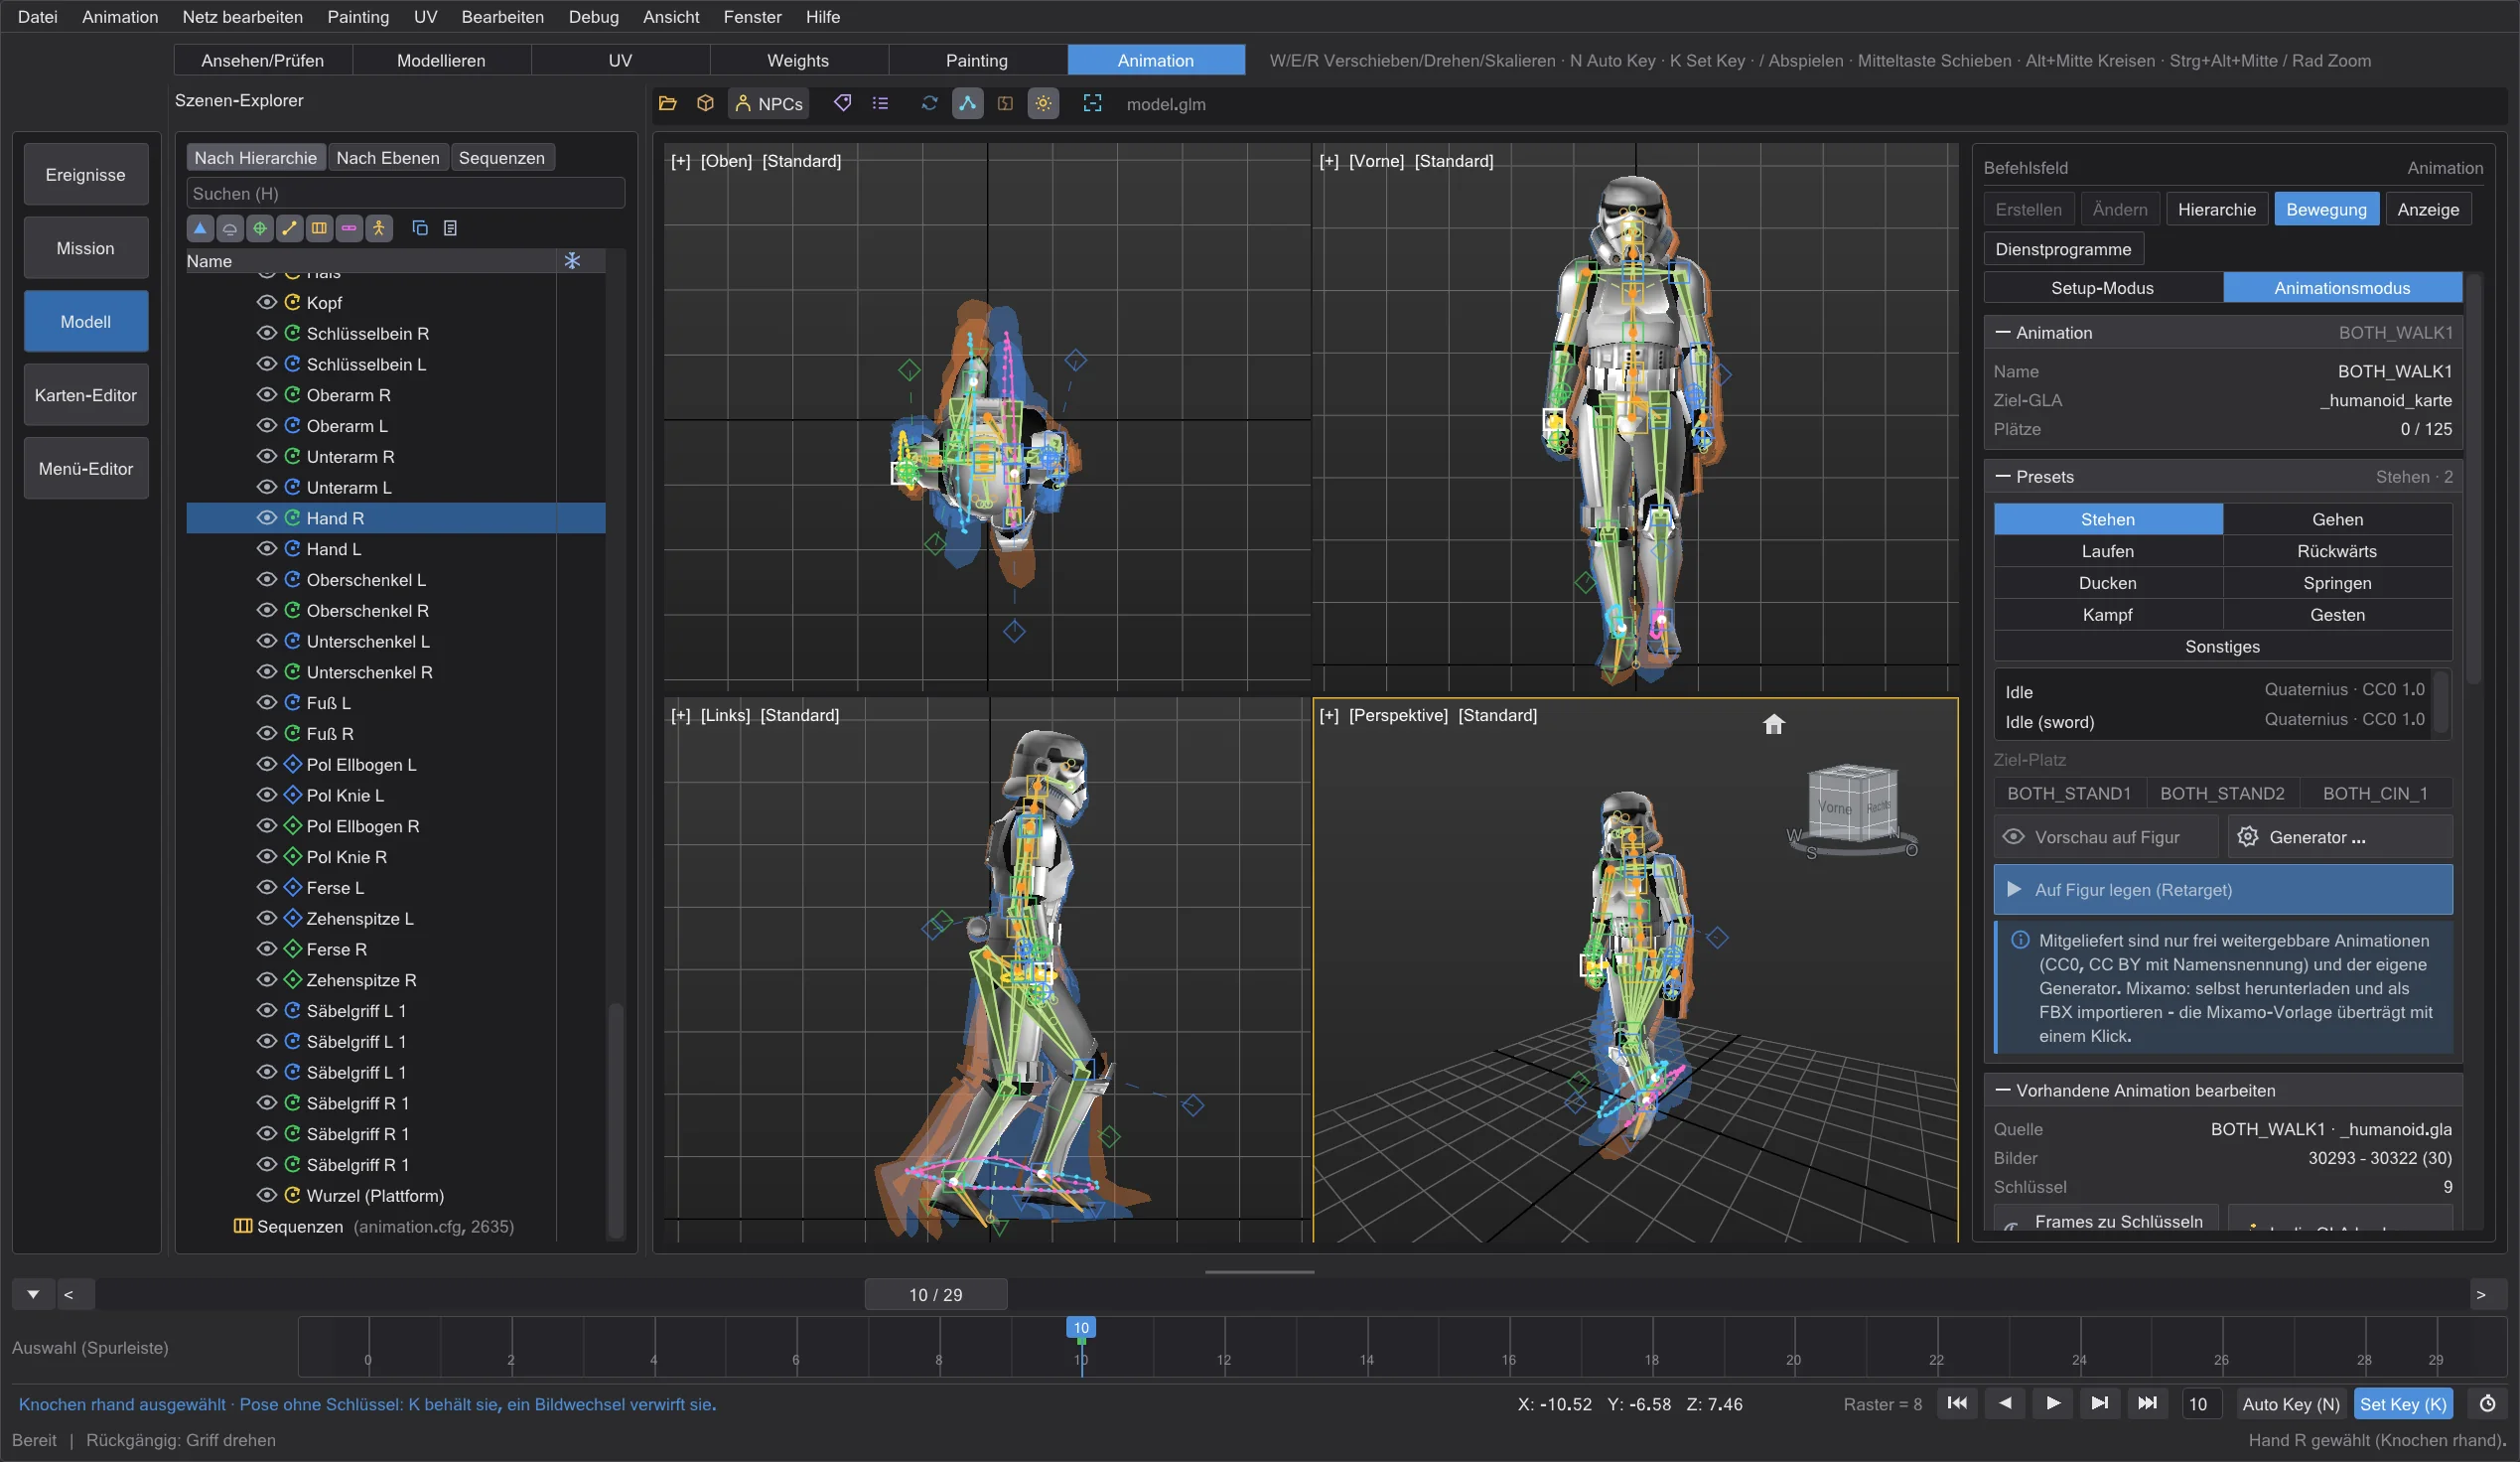 Datei Animation Netz bearbeiten Painting UV Bearbeiten Debug Ansicht Fenster Hilfe
Ansehen/Prüfen Modellieren UV Weights Painting Animation W/E/R Verschieben/Drehen/Skalieren · N Auto Key · K Set Key · / Abspielen · Mitteltaste Schieben · Alt+Mitte Kreisen · Strg+Alt+Mitte / Rad Zoom
Szenen-Explorer
NPCs model.glm
Ereignisse
Mission
Modell
Karten-Editor
Menü-Editor
Nach Hierarchie Nach Ebenen Sequenzen
Suchen (H)
Name
Hals
Kopf
Schlüsselbein R
Schlüsselbein L
Oberarm R
Oberarm L
Unterarm R
Unterarm L
Hand R
Hand L
Oberschenkel L
Oberschenkel R
Unterschenkel L
Unterschenkel R
Fuß L
Fuß R
Pol Ellbogen L
Pol Knie L
Pol Ellbogen R
Pol Knie R
Ferse L
Zehenspitze L
Ferse R
Zehenspitze R
Säbelgriff L 1
Säbelgriff L 1
Säbelgriff L 1
Säbelgriff R 1
Säbelgriff R 1
Säbelgriff R 1
Wurzel (Plattform)
Sequenzen (animation.cfg, 2635)
[+] [Oben] [Standard]
[+] [Vorne] [Standard]
[+] [Links] [Standard]
[+] [Perspektive] [Standard]
Vorne Rechts
W S N O
Befehlsfeld Animation
Erstellen Ändern Hierarchie Bewegung Anzeige
Dienstprogramme
Setup-Modus Animationsmodus
Animation BOTH_WALK1
Name BOTH_WALK1
Ziel-GLA _humanoid_karte
Plätze 0 / 125
Presets Stehen · 2
Stehen Gehen
Laufen Rückwärts
Ducken Springen
Kampf Gesten
Sonstiges
Idle Quaternius · CC0 1.0
Idle (sword) Quaternius · CC0 1.0
Ziel-Platz
BOTH_STAND1 BOTH_STAND2 BOTH_CIN_1
Vorschau auf Figur Generator ...
Auf Figur legen (Retarget)
Mitgeliefert sind nur frei weitergebbare Animationen
(CC0, CC BY mit Namensnennung) und der eigene
Generator. Mixamo: selbst herunterladen und als
FBX importieren - die Mixamo-Vorlage überträgt mit
einem Klick.
Vorhandene Animation bearbeiten
Quelle BOTH_WALK1 · _humanoid.gla
Bilder 30293 - 30322 (30)
Schlüssel 9
Frames zu Schlüsseln
< 10 / 29 >
Auswahl (Spurleiste)
10
0 2 4 6 8 10 12 14 16 18 20 22 24 26 28 29
Knochen rhand ausgewählt · Pose ohne Schlüssel: K behält sie, ein Bildwechsel verwirft sie.
X: -10.52 Y: -6.58 Z: 7.46 Raster = 8 10 Auto Key (N) Set Key (K)
Bereit | Rückgängig: Griff drehen
Hand R gewählt (Knochen rhand).